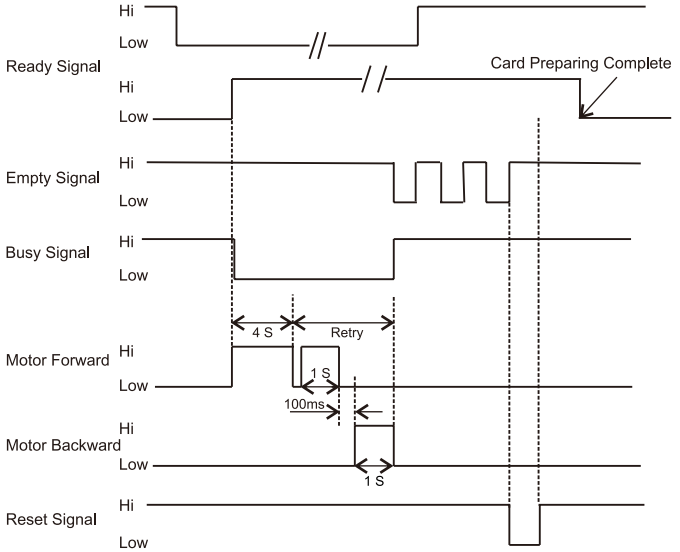 Hi
Low
Ready Signal
Card Preparing Complete
Hi
Low
Hi
Empty Signal
Low
Hi
Busy Signal
Low
4 S
Retry
Hi
Motor Forward
1 S
Low
100ms
Hi
Motor Backward
Low
1 S
Hi
Reset Signal
Low